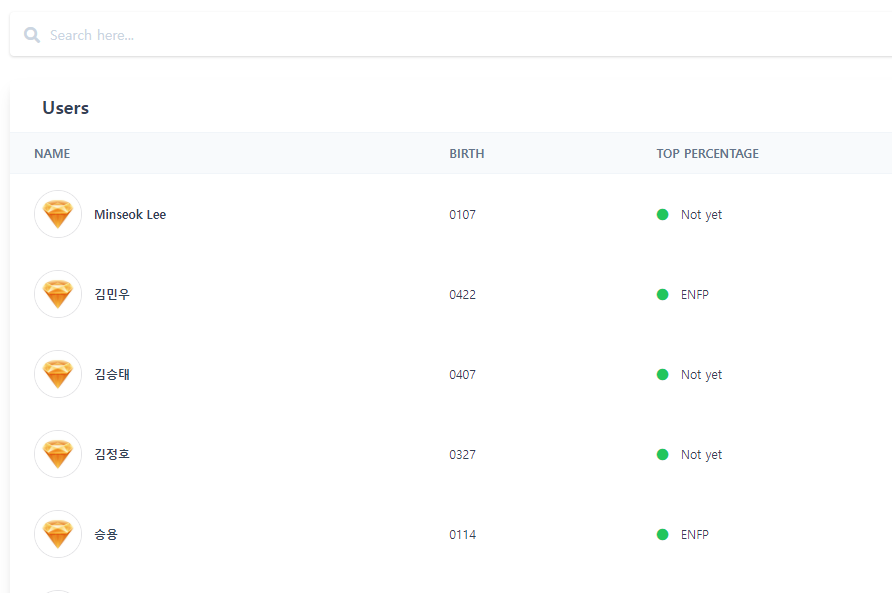 Search here...
Users
NAME BIRTH TOP PERCENTAGE
Minseok Lee 0107 Not yet
김민우 0422 ENFP
김승태 0407 Not yet
김정호 0327 Not yet
승용 0114 ENFP